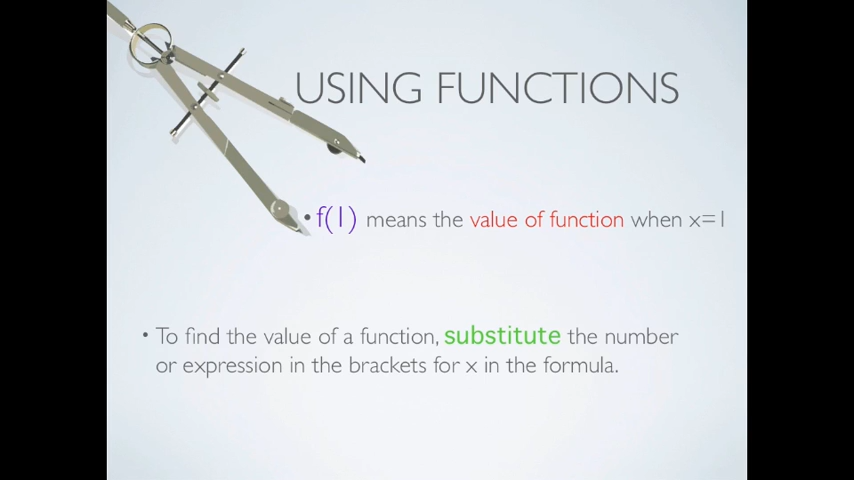 USING FUNCTIONS
• f(1) means the value of function when x=1
• To find the value of a function, substitute the number
or expression in the brackets for x in the formula.